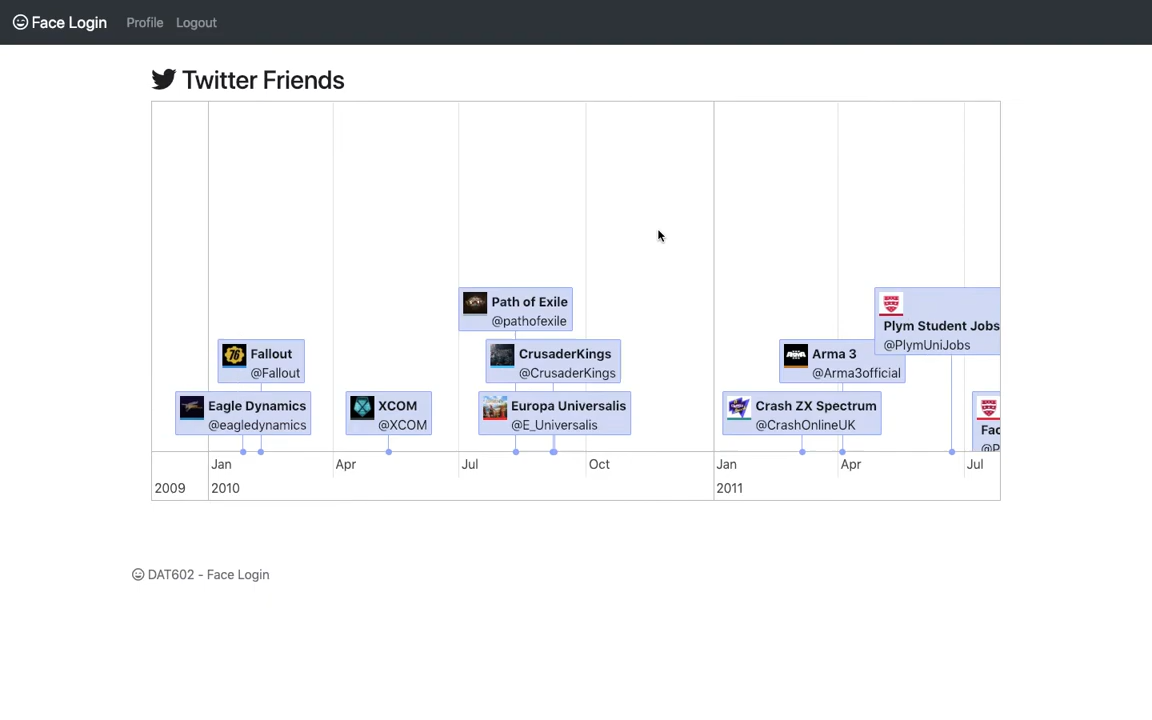 Face Login Profile Logout
Twitter Friends
Path of Exile
@pathofexile
Plym Student Jobs
@PlymUniJobs
Fallout
@Fallout
CrusaderKings
@CrusaderKings
Arma 3
@Arma3official
Eagle Dynamics
@eagledynamics
XCOM
@XCOM
Europa Universalis
@E_Universalis
Crash ZX Spectrum
@CrashOnlineUK
Jan Apr Jul Oct Jan Apr Jul
2009 2010 2011
DAT602 - Face Login